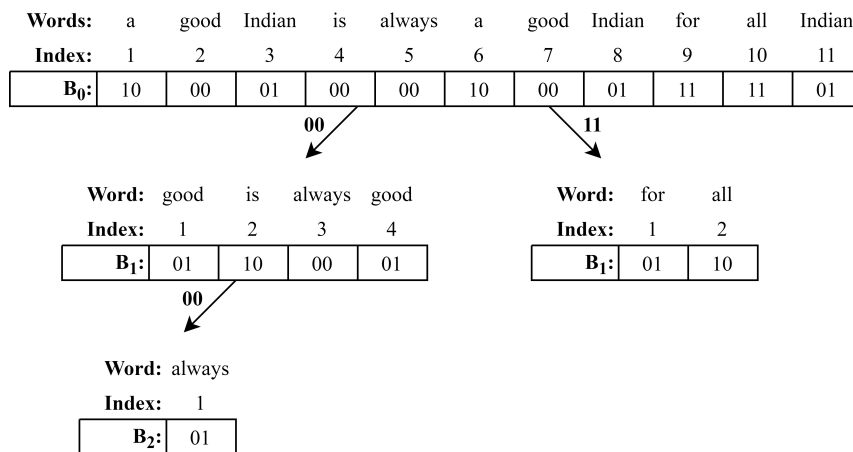 Words: a good Indian is always a good Indian for all Indian
Index: 1 2 3 4 5 6 7 8 9 10 11
B0: 10 00 01 00 00 10 00 01 11 11 01
00 11
Word: good is always good Word: for all
Index: 1 2 3 4 Index: 1 2
B1: 01 10 00 01 B1: 01 10
00
Word: always
Index: 1
B2: 01